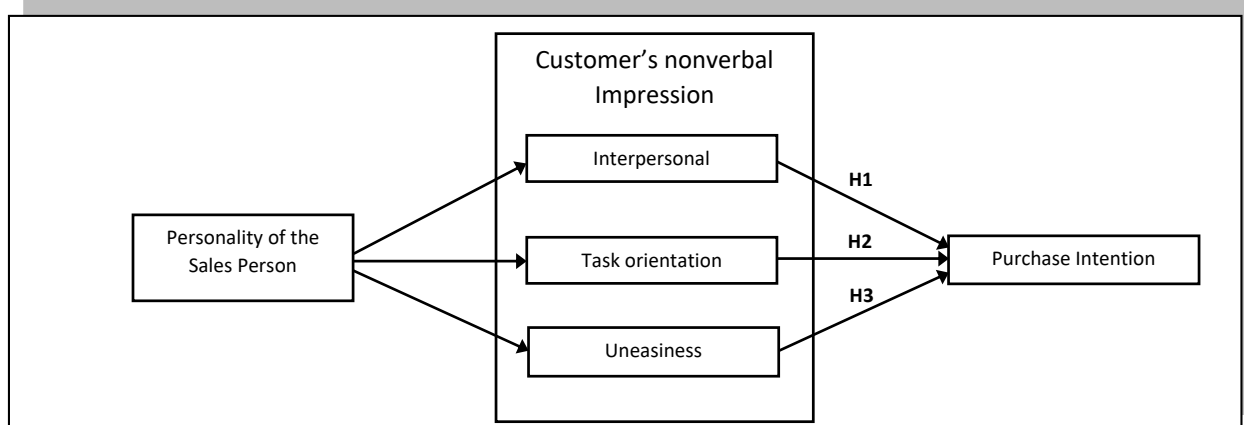 Customer’s nonverbal
Impression
Interpersonal
H1
Personality of the
Sales Person
Task orientation
H2
Purchase Intention
H3
Uneasiness